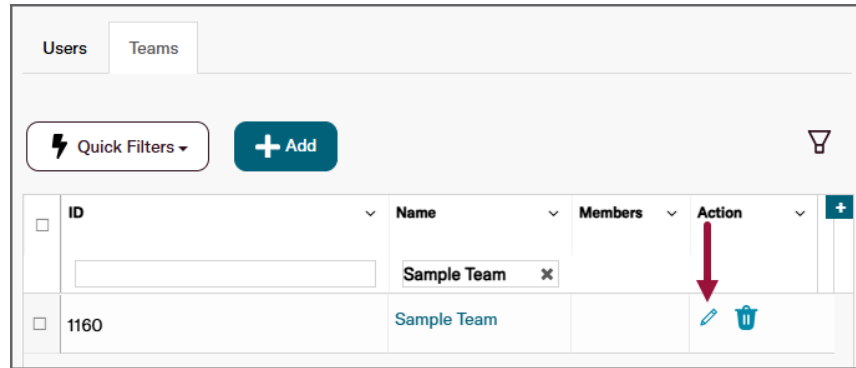 Users Teams
Quick Filters Add
ID Name Members Action
Sample Team
1160 Sample Team